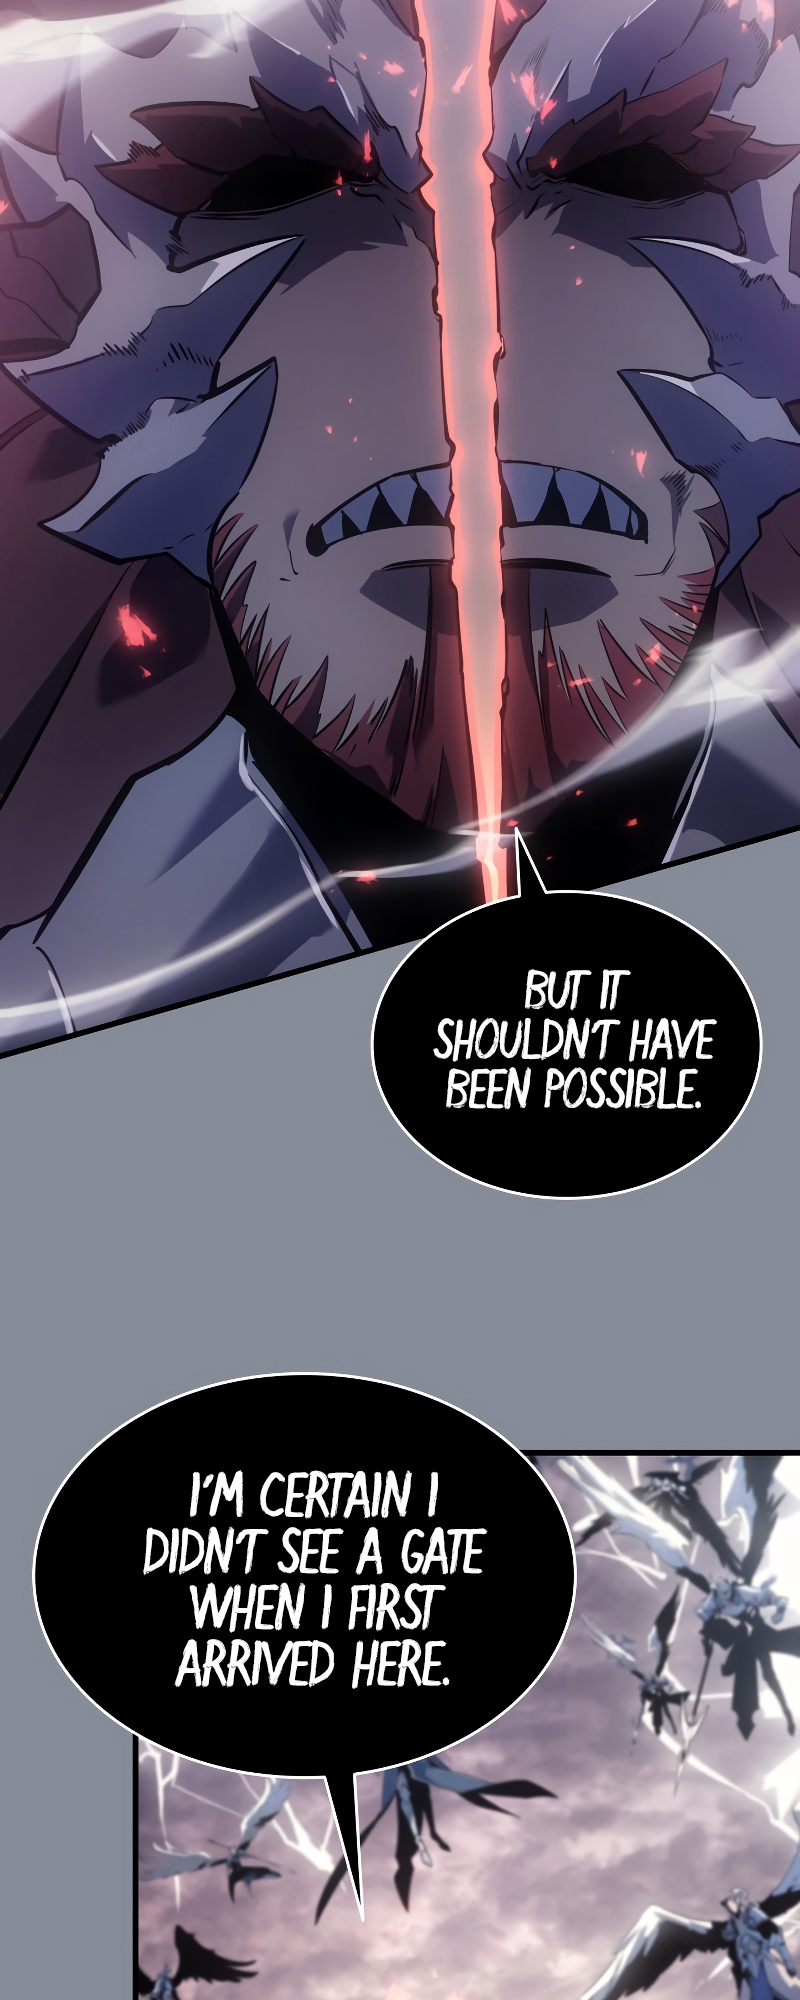 BUT IT
SHOULDN'T HAVE
BEEN POSSIBLE.
I'M CERTAIN I
DIDN'T SEE A GATE
WHEN I FIRST
ARRIVED HERE.